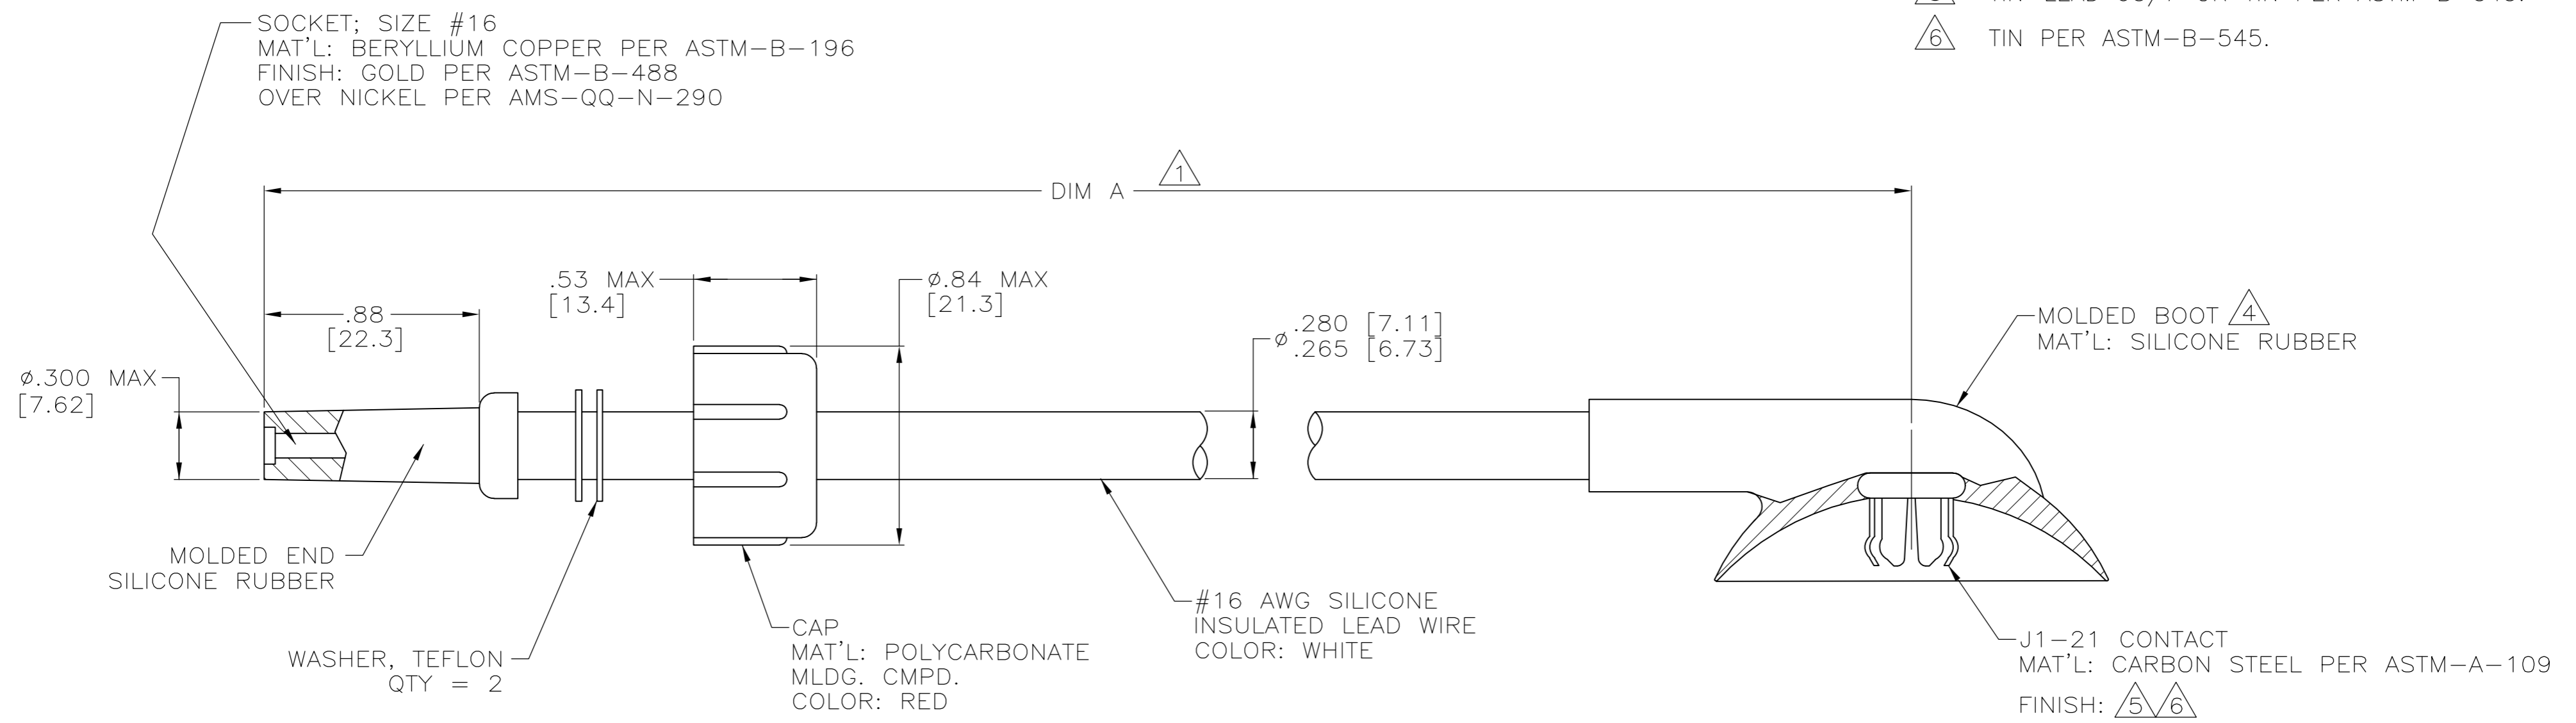 SOCKET; SIZE #16
MAT'L: BERYLLIUM COPPER PER ASTM-B-196
FINISH: GOLD PER ASTM-B-488
OVER NICKEL PER AMS-QQ-N-290
6 TIN PER ASTM-B-545.
DIM A 1
.53 MAX
[13.4]
ø.84 MAX
[21.3]
.88
[22.3]
ø .280 [7.11]
.265 [6.73]
MOLDED BOOT 4
MAT'L: SILICONE RUBBER
ø.300 MAX
[7.62]
MOLDED END
SILICONE RUBBER
WASHER, TEFLON
QTY = 2
CAP
MAT'L: POLYCARBONATE
MLDG. CMPD.
COLOR: RED
#16 AWG SILICONE
INSULATED LEAD WIRE
COLOR: WHITE
J1-21 CONTACT
MAT'L: CARBON STEEL PER ASTM-A-109
FINISH: 5 6